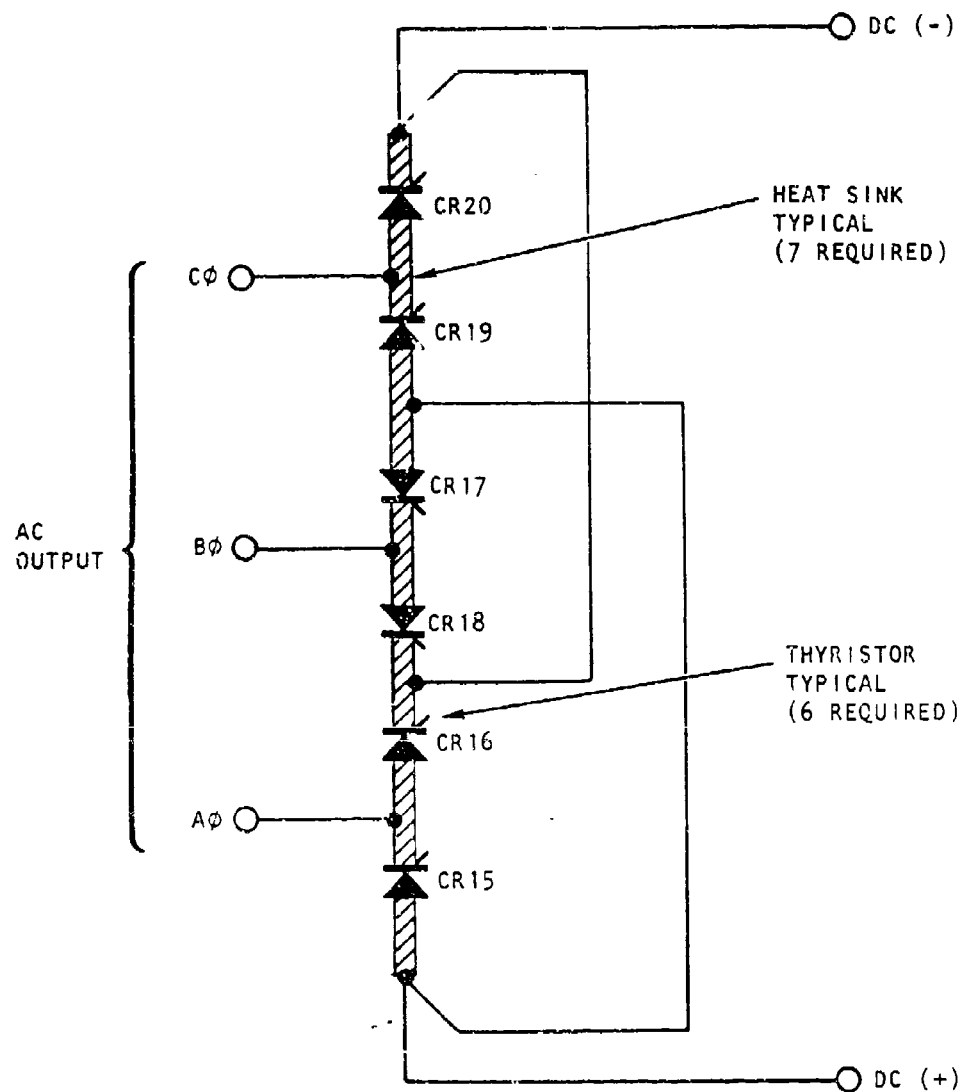 DC (-)
CR20
HEAT SINK
TYPICAL
(7 REQUIRED)
CØ
CR19
CR17
AC
OUTPUT
BØ
CR18
THYRISTOR
TYPICAL
(6 REQUIRED)
CR16
AØ
CR15
DC (+)